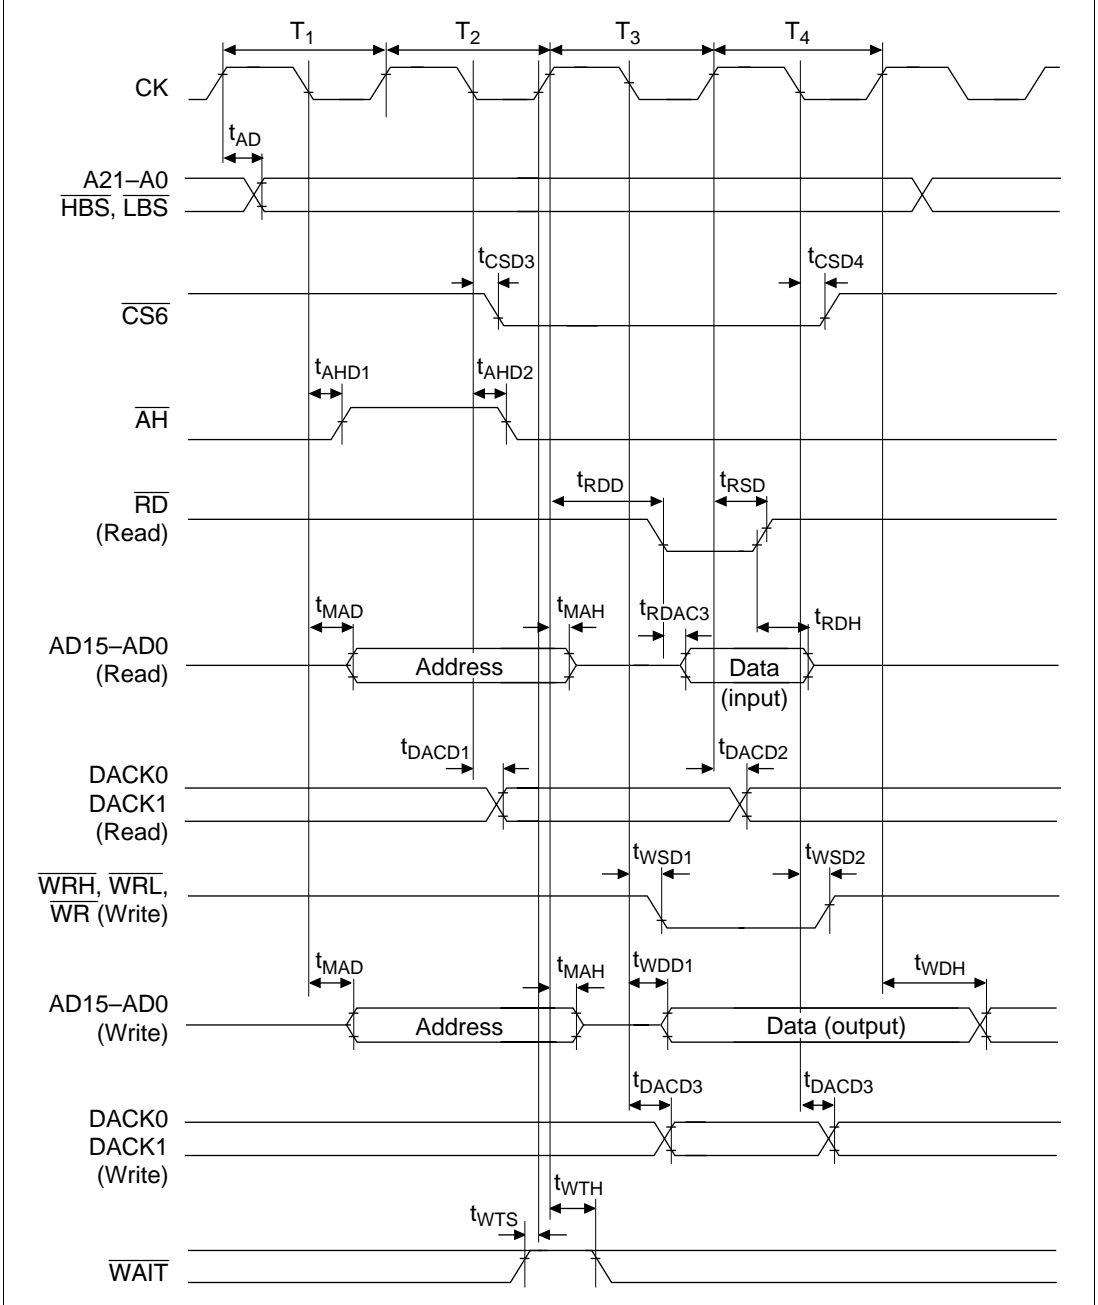 T1 T2 T3 T4
CK
tAD
A21–A0
HBS, LBS
tCSD3 tCSD4
CS6
tAHD1 tAHD2
AH
tRDD tRSD
RD
(Read)
tMAD tMAH tRDAC3 tRDH
AD15–AD0
(Read)
Address Data
(input)
tDACD1 tDACD2
DACK0
DACK1
(Read)
tWSD1 tWSD2
WRH, WRL,
WR (Write)
tMAD tMAH tWDD1 tWDH
AD15–AD0
(Write)
Address Data (output)
tDACD3 tDACD3
DACK0
DACK1
(Write)
tWTH
tWTS
WAIT